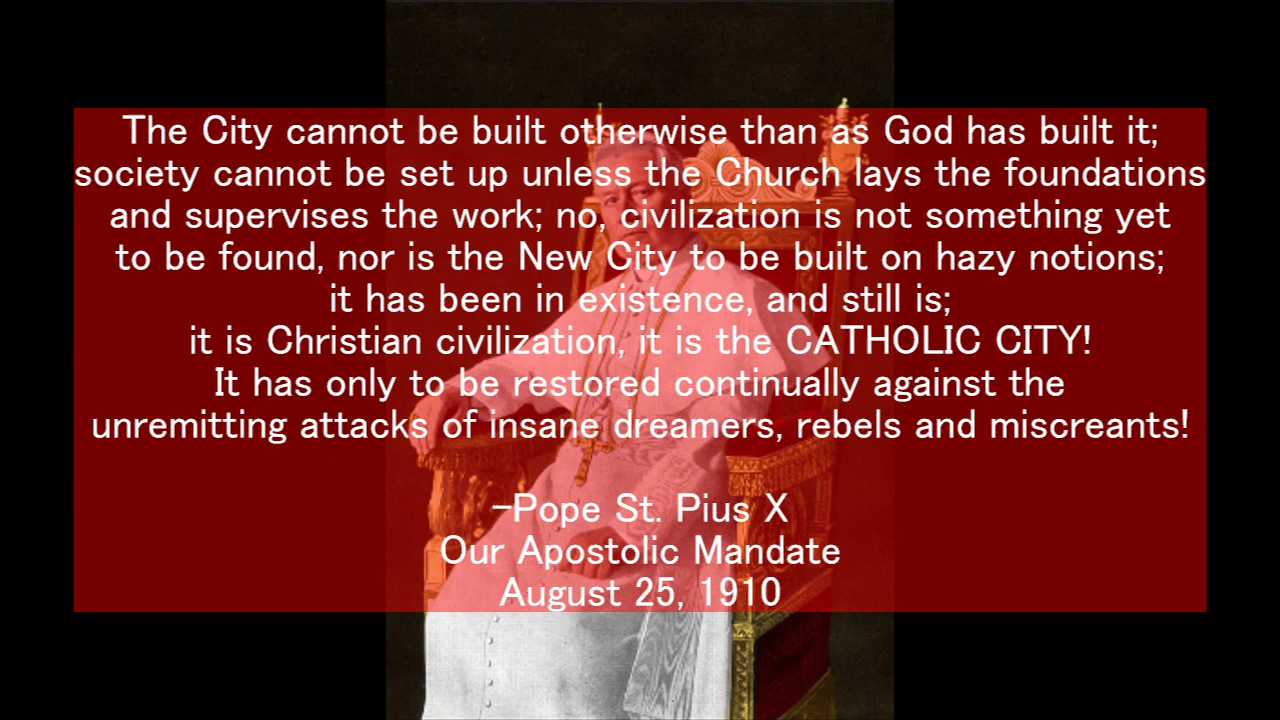 The City cannot be built otherwise than as God has built it;
society cannot be set up unless the Church lays the foundations
and supervises the work; no, civilization is not something yet
to be found, nor is the New City to be built on hazy notions;
it has been in existence, and still is;
it is Christian civilization, it is the CATHOLIC CITY!
It has only to be restored continually against the
unremitting attacks of insane dreamers, rebels and miscreants!
-Pope St. Pius X
Our Apostolic Mandate
August 25, 1910